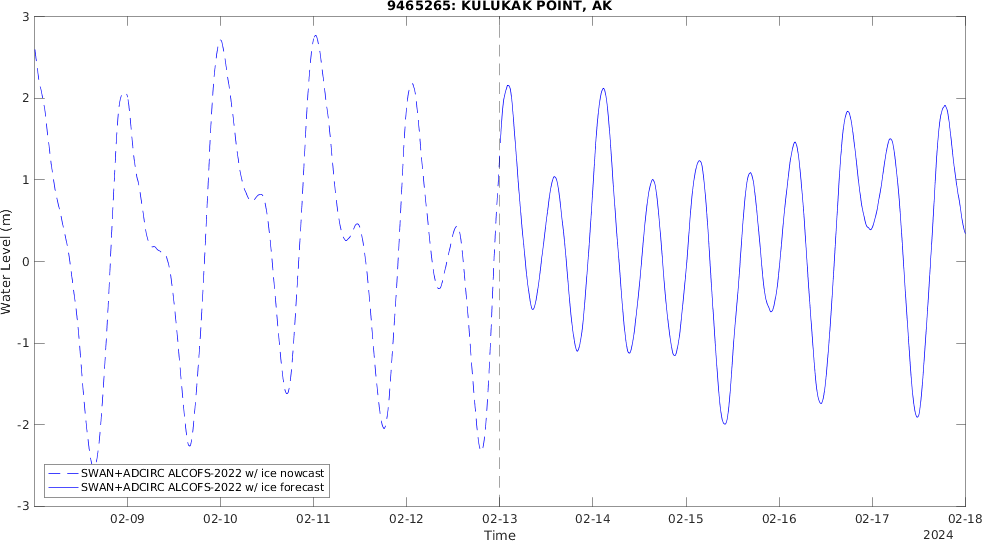 9465265: KULUKAK POINT, AK
3
2
1
0
-1
-2
-3
Water Level (m)
SWAN+ADCIRC ALCOFS-2022 w/ ice nowcast
SWAN+ADCIRC ALCOFS-2022 w/ ice forecast
02-09 02-10 02-11 02-12 02-13 02-14 02-15 02-16 02-17 02-18
Time
2024